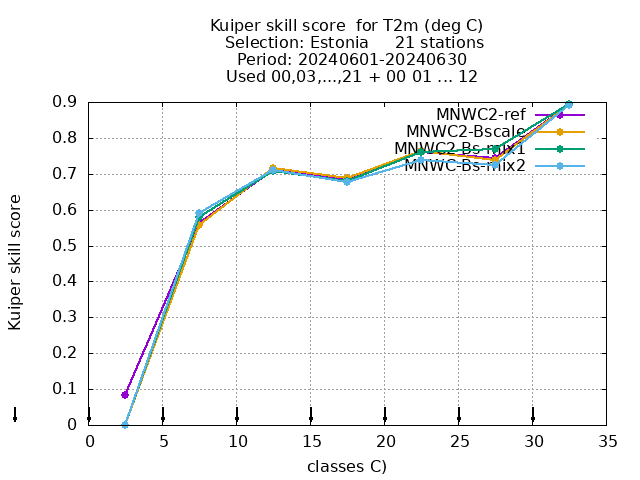 Kuiper skill score  for T2m (deg C)
Selection: Estonia     21 stations
Period: 20240601-20240630
Used 00,03,...,21 + 00 01 ... 12
MNWC2-ref
MNWC2-Bscale
MNWC2-Bs-mix1
MNWC-Bs-mix2
Kuiper skill score
0.9
0.8
0.7
0.6
0.5
0.4
0.3
0.2
0.1
0
0 5 10 15 20 25 30 35
classes C)